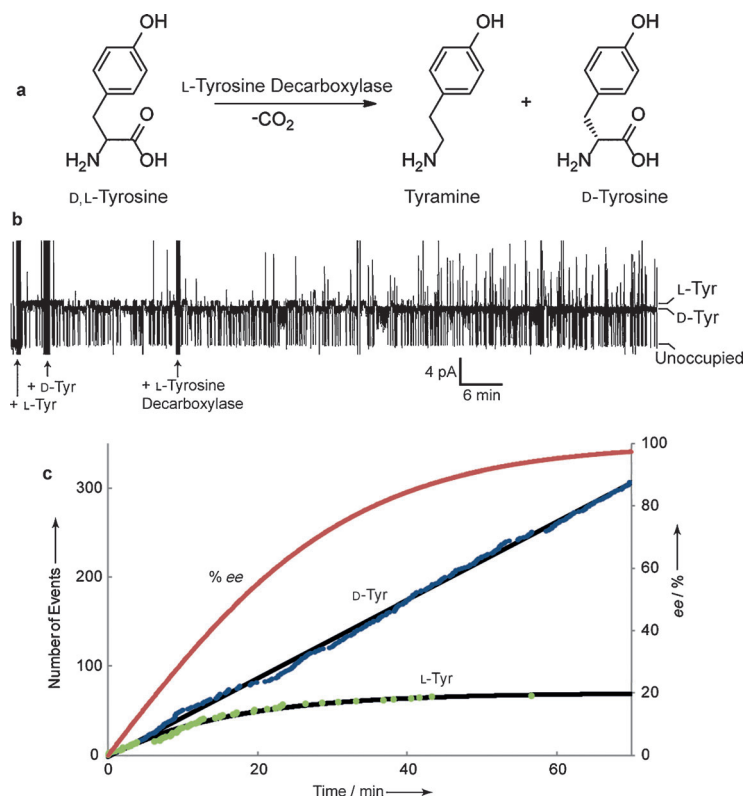 a
OH
O
H₂N
OH
D,L-Tyrosine
L-Tyrosine Decarboxylase
-CO₂
OH
H₂N
Tyramine
+
OH
O
H₂N
OH
D-Tyrosine
b
L-Tyr
D-Tyr
Unoccupied
+ D-Tyr
+ L-Tyr
+ L-Tyrosine
Decarboxylase
4 pA
6 min
c
Number of Events
300
200
100
0
0
20
40
60
Time / min
100
80
60
40
20
0
ee / %
% ee
D-Tyr
L-Tyr